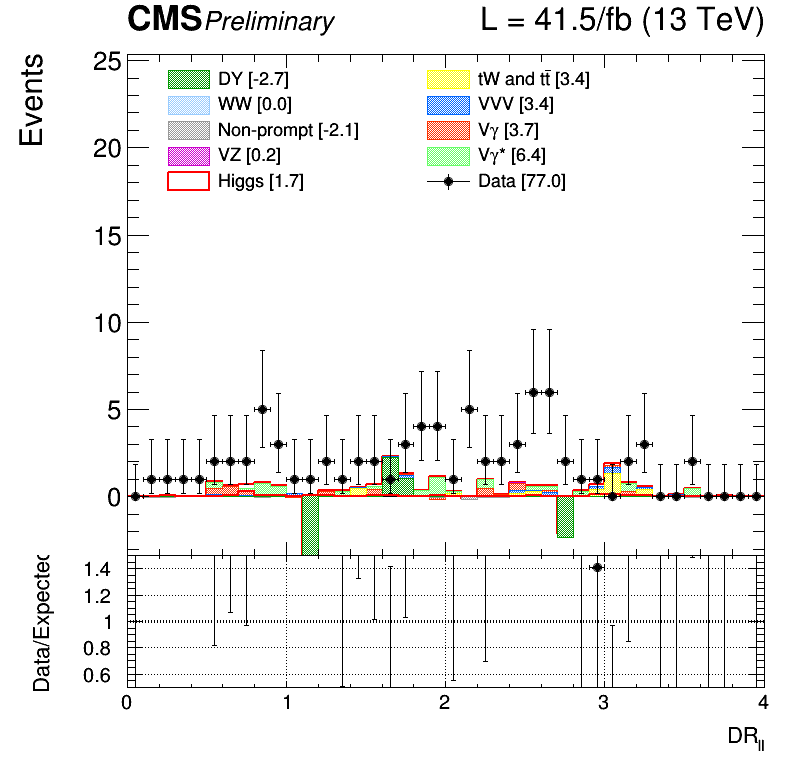 CMS Preliminary L = 41.5/fb (13 TeV)
Events
25
20
15
10
5
0
DY [-2.7]
WW [0.0]
Non-prompt [-2.1]
VZ [0.2]
Higgs [1.7]
tW and tt̄ [3.4]
VVV [3.4]
Vγ [3.7]
Vγ* [6.4]
Data [77.0]
Data/Expected
1.4
1.2
1
0.8
0.6
0 1 2 3 4
DR_ll